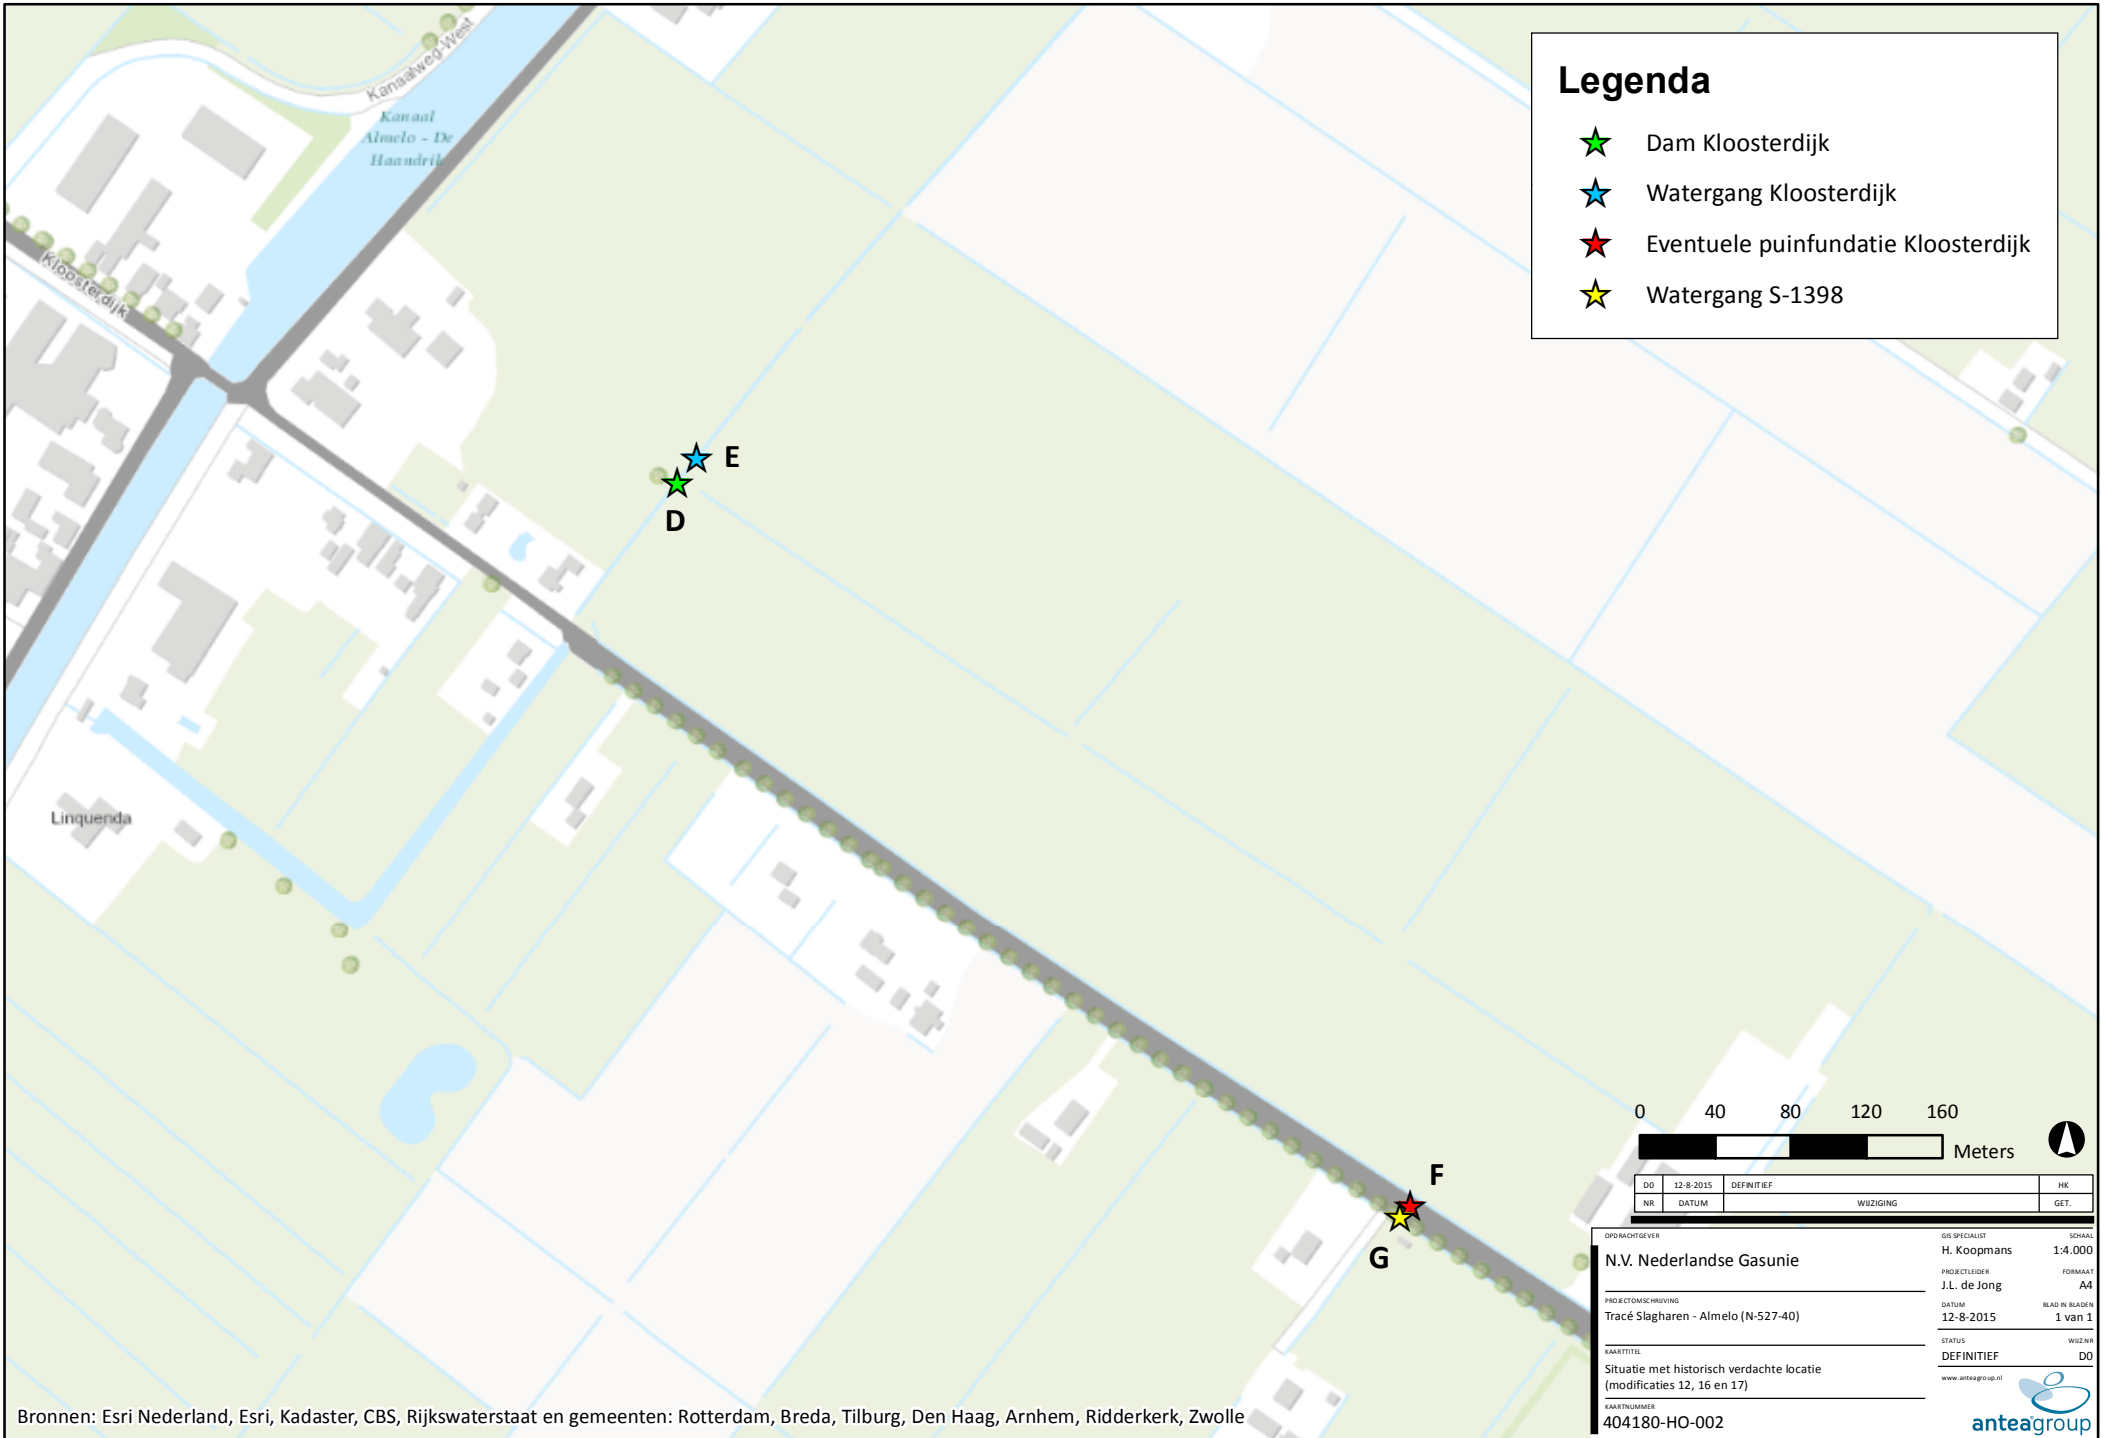 Kanaalweg-West
Kanaal
Almelo - De
Haandrik
Kloosterdijk
Linquenda
Legenda
Dam Kloosterdijk
Watergang Kloosterdijk
Eventuele puinfundatie Kloosterdijk
Watergang S-1398
E
D
F
G
0 40 80 120 160
Meters
D0 12-8-2015 DEFINITIEF HK
NR DATUM WIJZIGING GET.
OPDRACHTGEVER
N.V. Nederlandse Gasunie
PROJECTOMSCHRIJVING
Tracé Slagharen - Almelo (N-527-40)
KAARTTITEL
Situatie met historisch verdachte locatie
(modificaties 12, 16 en 17)
KAARTNUMMER
404180-HO-002
GIS SPECIALIST SCHAAL
H. Koopmans 1:4.000
PROJECTLEIDER FORMAAT
J.L. de Jong A4
DATUM BLAD IN BLADEN
12-8-2015 1 van 1
STATUS WIJZ.NR
DEFINITIEF D0
www.anteagroup.nl
anteagroup
Bronnen: Esri Nederland, Esri, Kadaster, CBS, Rijkswaterstaat en gemeenten: Rotterdam, Breda, Tilburg, Den Haag, Arnhem, Ridderkerk, Zwolle